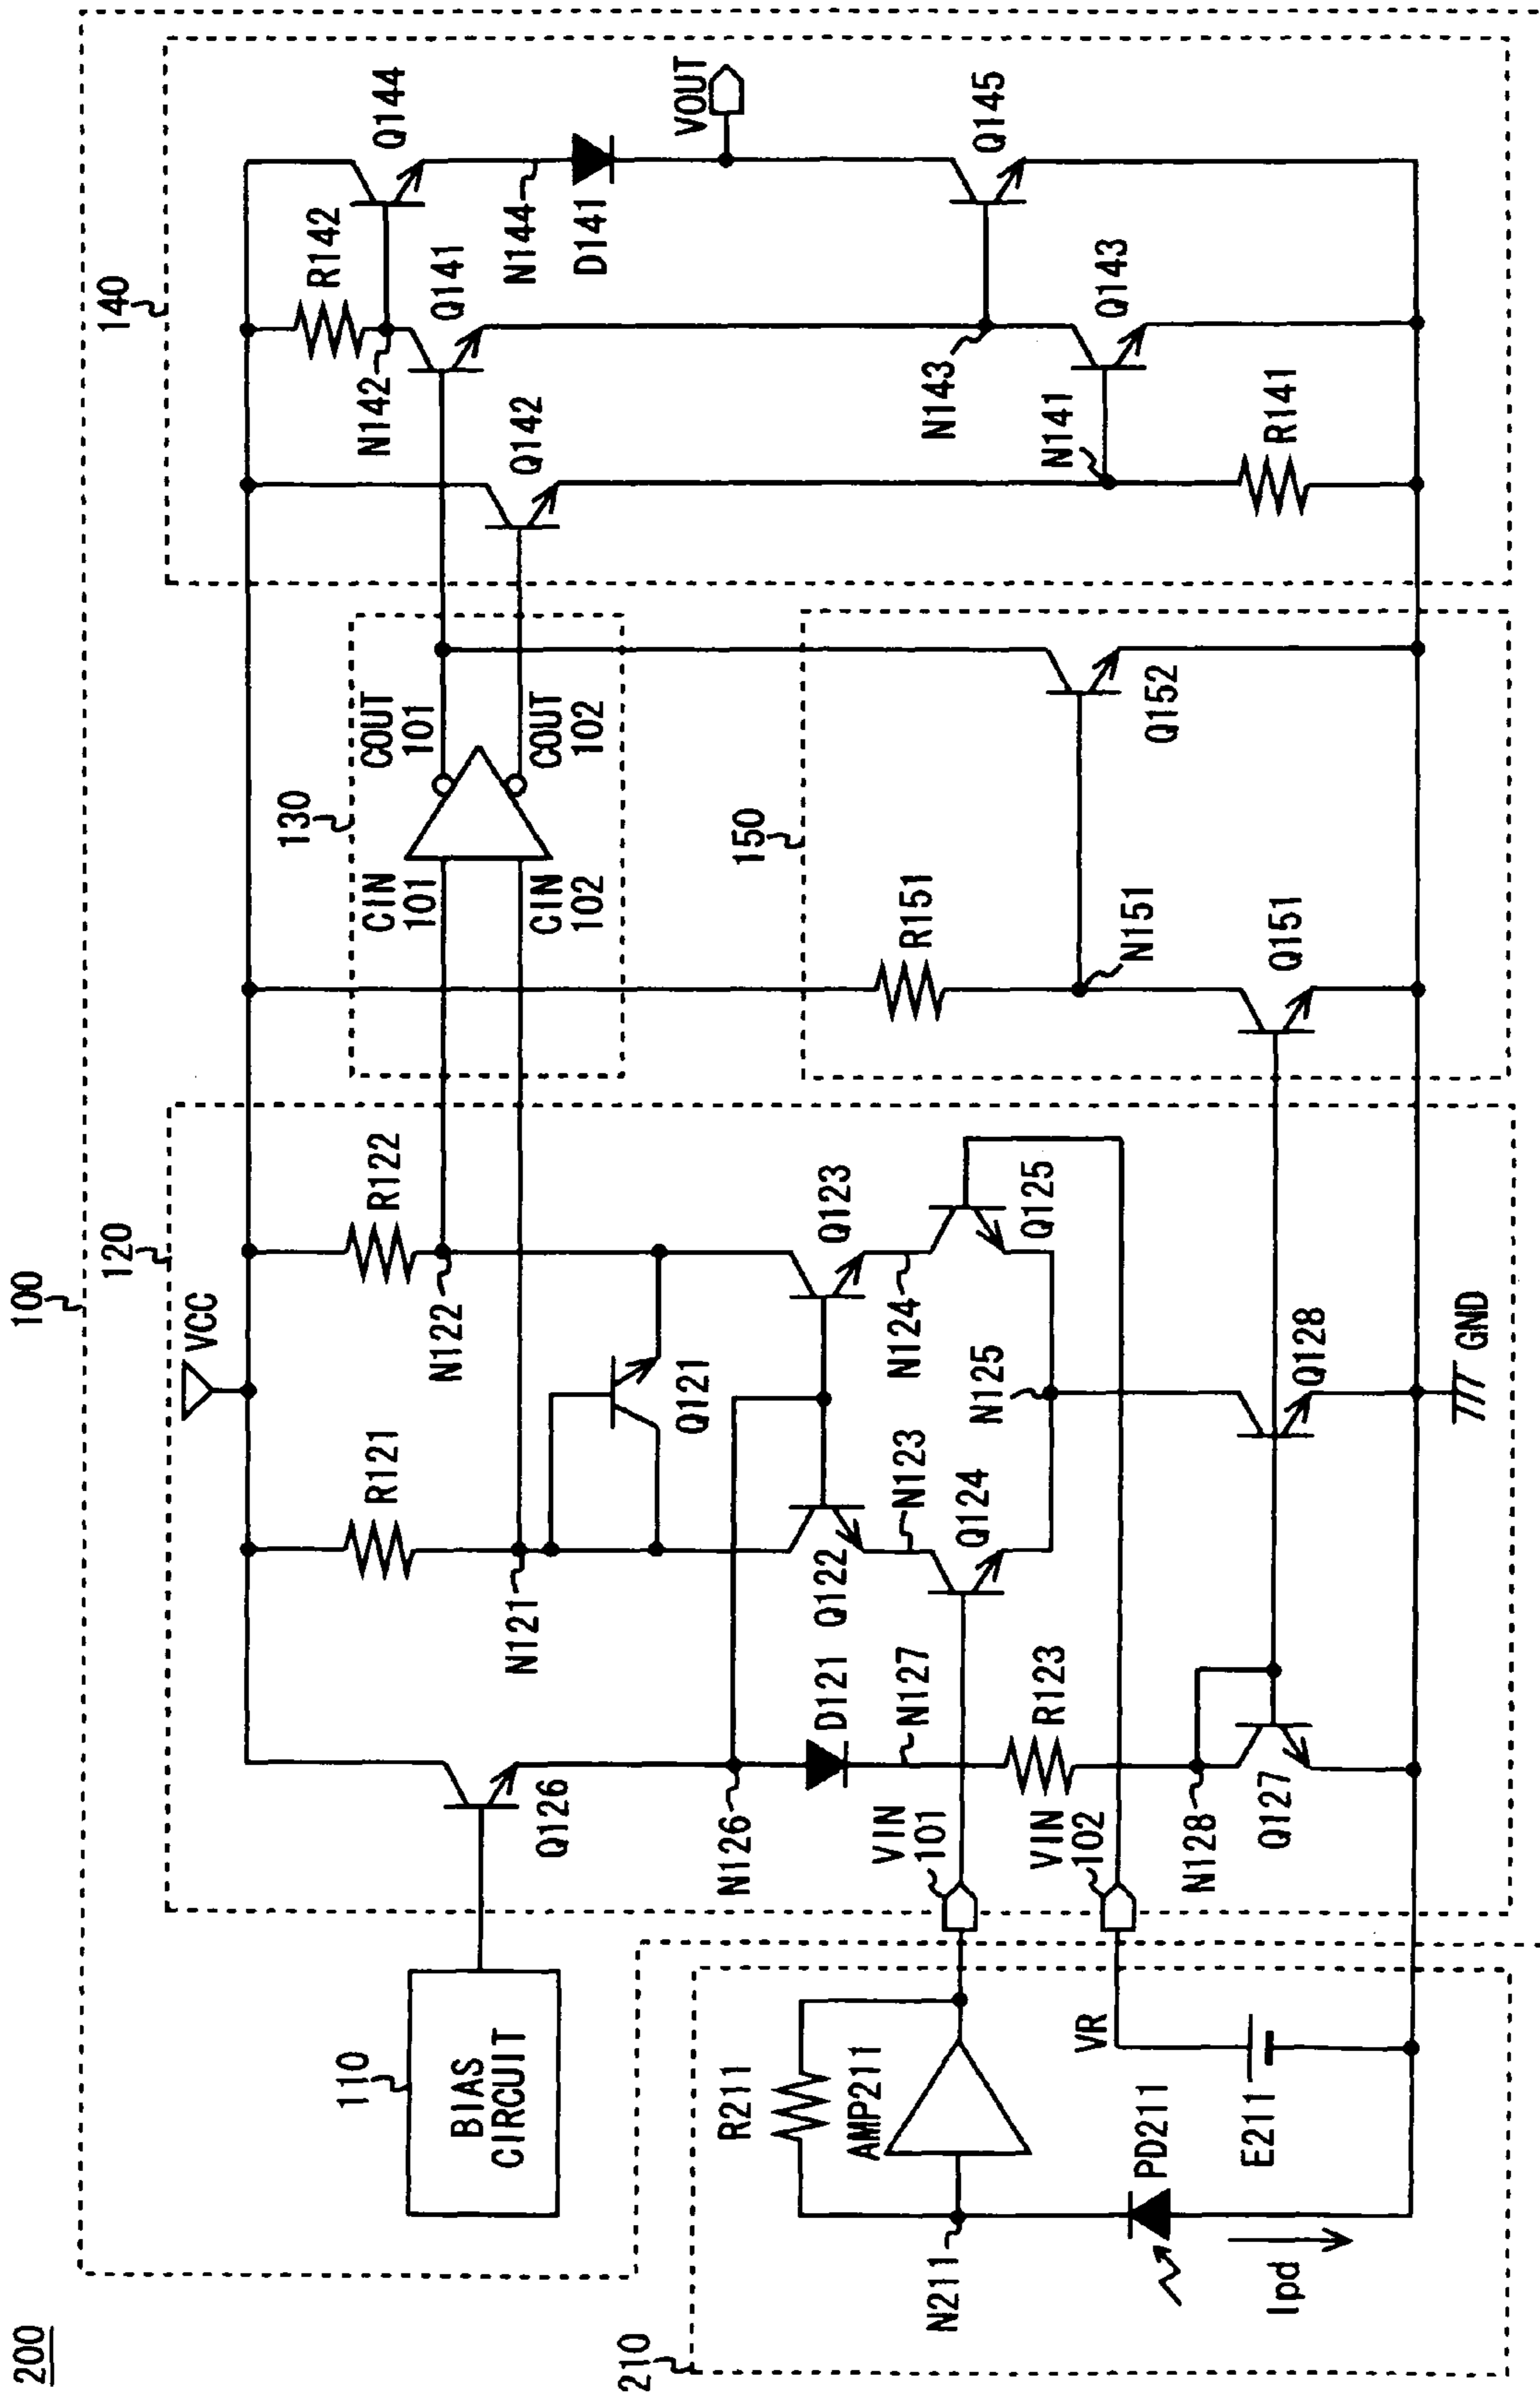 200
100
VCC
110
BIAS
CIRCUIT
120
R121
R122
N121
N122
Q121
Q126
N126
D121
N127
R123
N128
Q127
Q122
Q123
N123
N124
Q124
Q125
N125
Q128
GND
VIN
101
VIN
102
130
CIN
101
CIN
102
COUT
101
COUT
102
150
R151
N151
Q151
Q152
140
R142
N142
Q141
Q142
Q144
N144
D141
VOUT
N143
Q145
N141
Q143
R141
210
R211
AMP211
N211
VR
PD211
E211
Ipd